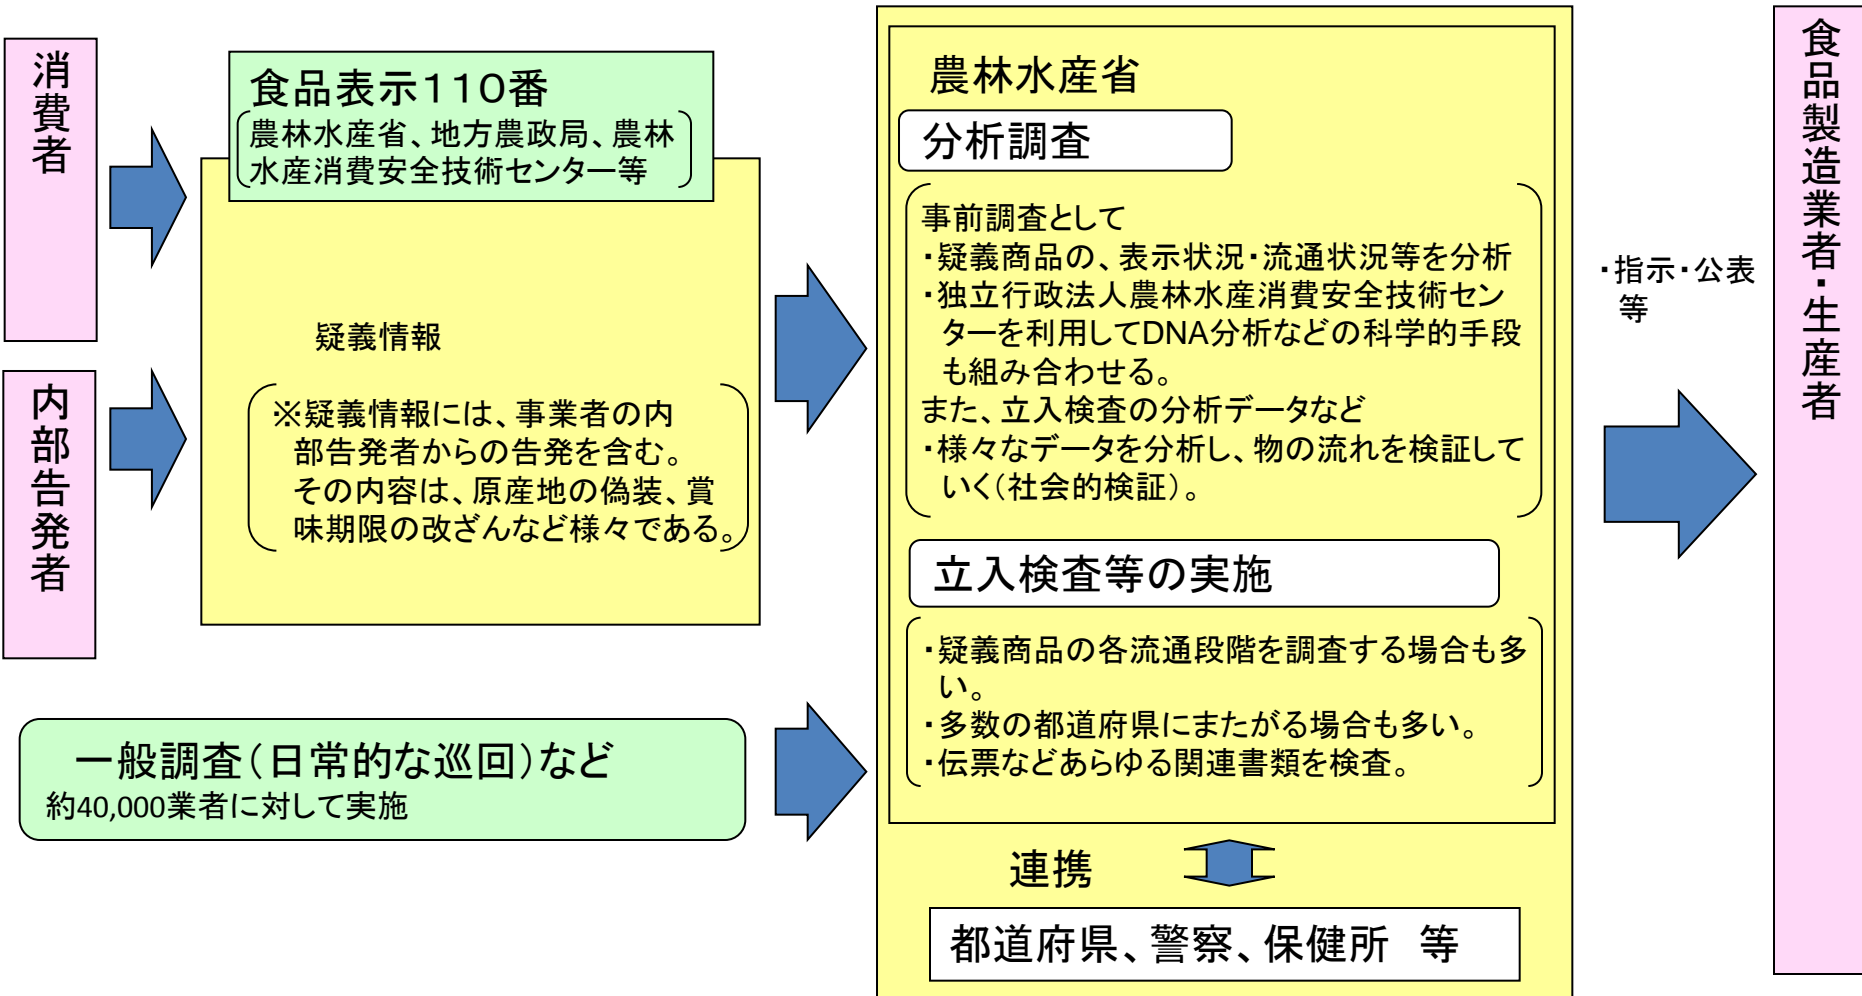 消費者
内部告発者
食品表示110番
農林水産省、地方農政局、農林
水産消費安全技術センター等
疑義情報
※疑義情報には、事業者の内
部告発者からの告発を含む。
その内容は、原産地の偽装、賞
味期限の改ざんなど様々である。
一般調査(日常的な巡回)など
約40,000業者に対して実施
農林水産省
分析調査
事前調査として
・疑義商品の、表示状況・流通状況等を分析
・独立行政法人農林水産消費安全技術セン
ターを利用してDNA分析などの科学的手段
も組み合わせる。
また、立入検査の分析データなど
・様々なデータを分析し、物の流れを検証して
いく(社会的検証)。
立入検査等の実施
・疑義商品の各流通段階を調査する場合も多
い。
・多数の都道府県にまたがる場合も多い。
・伝票などあらゆる関連書類を検査。
連携
都道府県、警察、保健所　等
・指示・公表
等
食品製造業者・生産者